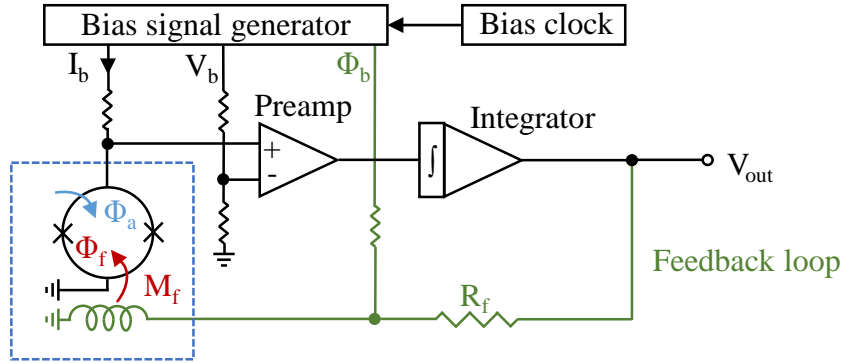 Bias signal generator
Bias clock
I_b
V_b
Φ_b
Preamp
Integrator
+
-
∫
V_out
Φ_a
Φ_f
M_f
R_f
Feedback loop